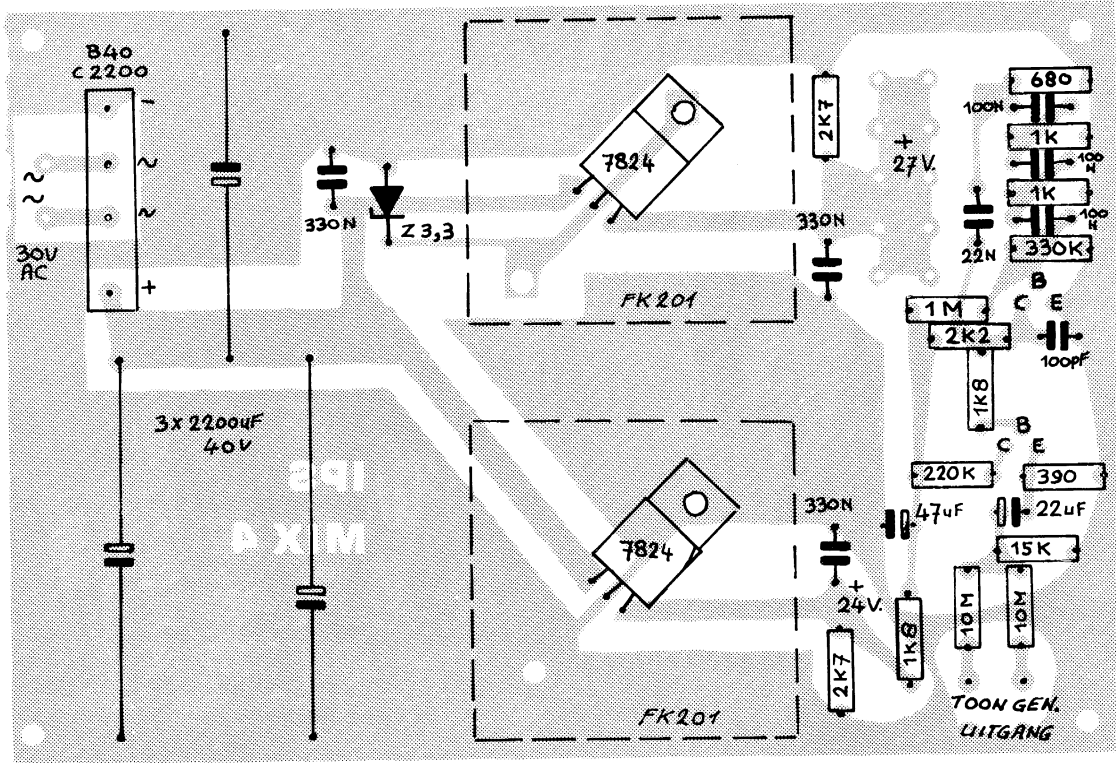 B40
C2200
-
~
~
+
~
~
30V
AC
330N
Z 3,3
7824
FK201
2K7
330N
+
27V.
680
100N
1K
100
N
1K
100
N
22N
330K
B
C E
1M
2K2
100pF
1K8
B
C E
3 x 2200uF
40V
IPS
MIX A
7824
FK201
220K
390
330N
47uF
22uF
15K
+
24V.
10M
10M
1K8
2K7
TOON GEN.
UITGANG